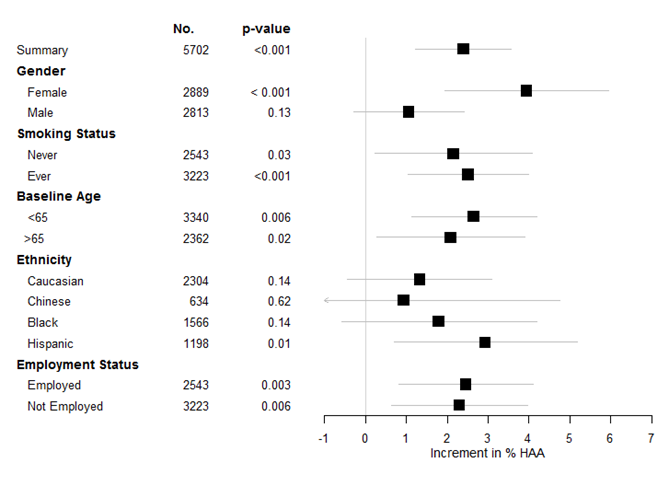 No. p-value
Summary 5702 <0.001
Gender
Female 2889 < 0.001
Male 2813 0.13
Smoking Status
Never 2543 0.03
Ever 3223 <0.001
Baseline Age
<65 3340 0.006
>65 2362 0.02
Ethnicity
Caucasian 2304 0.14
Chinese 634 0.62
Black 1566 0.14
Hispanic 1198 0.01
Employment Status
Employed 2543 0.003
Not Employed 3223 0.006
-1 0 1 2 3 4 5 6 7
Increment in % HAA